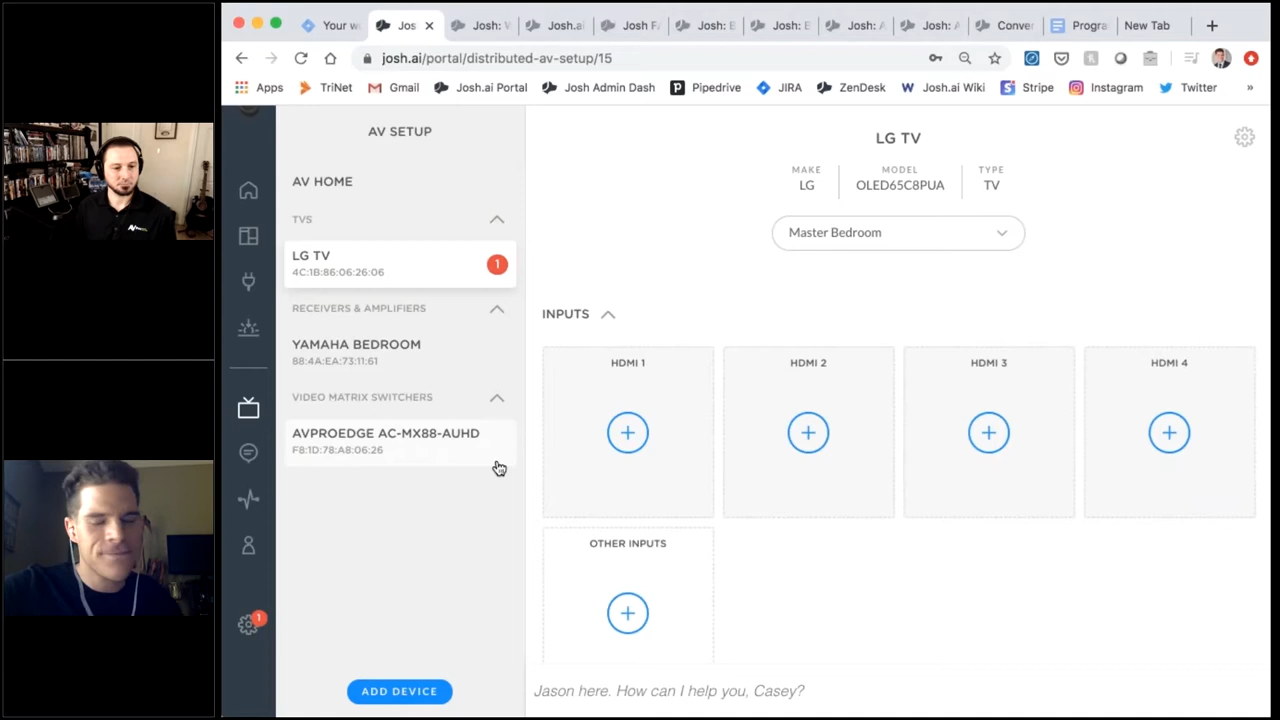 Your w
Jos
Josh: V
Josh.ai
Josh FA
Josh: E
Josh: E
Josh: A
Josh: A
Conver
Progra
New Tab
josh.ai/portal/distributed-av-setup/15
Apps
TriNet
Gmail
Josh.ai Portal
Josh Admin Dash
Pipedrive
JIRA
ZenDesk
Josh.ai Wiki
Stripe
Instagram
Twitter
»
AV SETUP
AV HOME
TVS
LG TV
4C:1B:86:06:26:06
1
RECEIVERS & AMPLIFIERS
YAMAHA BEDROOM
88:4A:EA:73:11:61
VIDEO MATRIX SWITCHERS
AVPROEDGE AC-MX88-AUHD
F8:1D:78:A8:06:26
1
ADD DEVICE
LG TV
MAKE
LG
MODEL
OLED65C8PUA
TYPE
TV
Master Bedroom
INPUTS
HDMI 1
HDMI 2
HDMI 3
HDMI 4
OTHER INPUTS
Jason here. How can I help you, Casey?